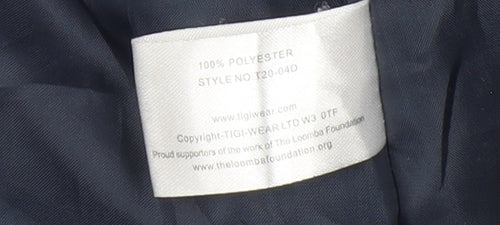 100% POLYESTER
STYLE NO.T20-04O
www.tigiwear.com
Copyright-TIGI-WEAR LTD W3 0TF
Proud supporters of the work of The Loomba Foundation
www.theloombafoundation.org